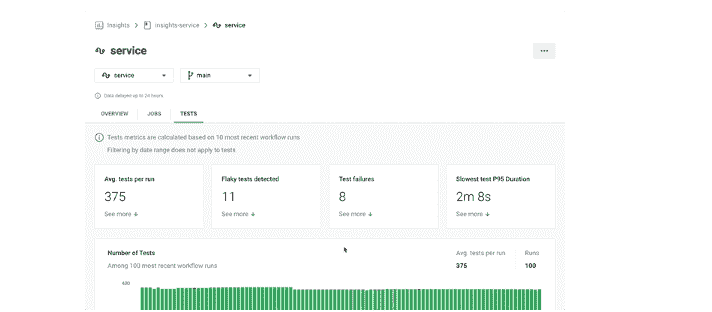 Insights > insights-service > service
service
...
service main
Data delayed up to 24 hours
OVERVIEW JOBS TESTS
Tests metrics are calculated based on 10 most recent workflow runs
Filtering by date range does not apply to tests
Avg. tests per run Flaky tests detected Test failures Slowest test P95 Duration
375 11 8 2m 8s
See more ↓ See more ↓ See more ↓ See more ↓
Number of Tests Avg. tests per run Runs
Among 100 most recent workflow runs 375 100
400